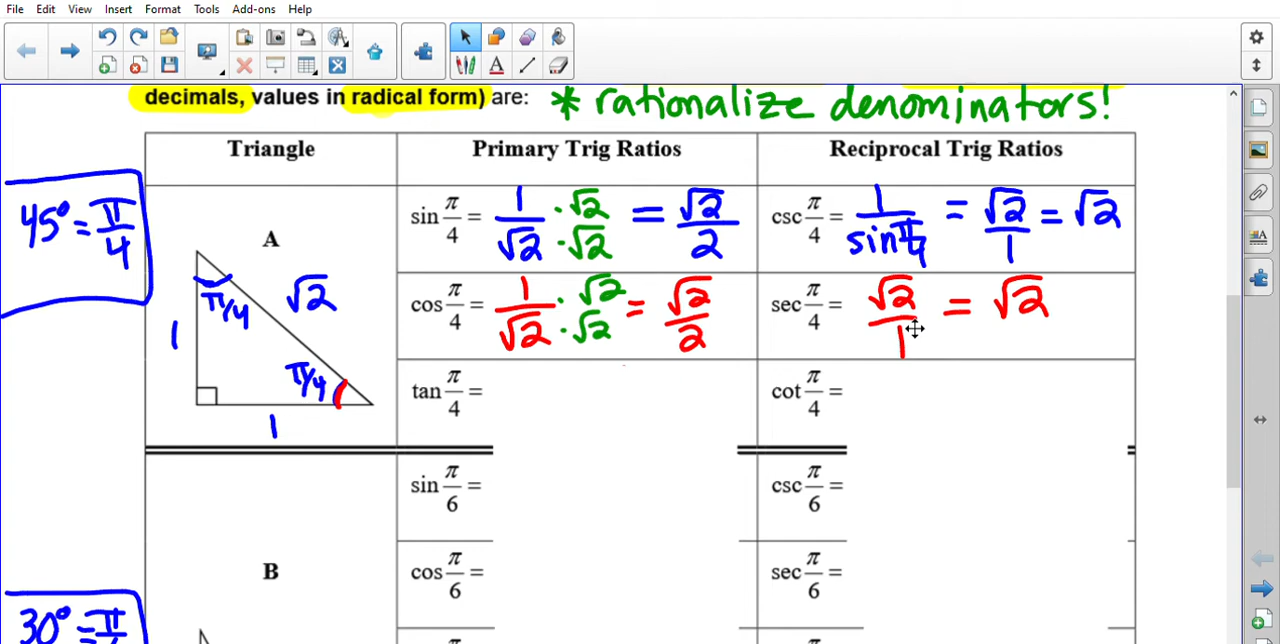 File Edit View Insert Format Tools Add-ons Help
decimals, values in radical form) are: * rationalize denominators!
Triangle Primary Trig Ratios Reciprocal Trig Ratios
45° = π/4
A
1
π/4
√2
π/4
1
sin π/4 = 1/√2 · √2/· √2 = √2/2
csc π/4 = 1/sin π/4 = √2/1 = √2
cos π/4 = 1/√2 · √2/· √2 = √2/2
sec π/4 = √2/1 = √2
tan π/4 =
cot π/4 =
B
sin π/6 =
csc π/6 =
cos π/6 =
sec π/6 =
30° = π